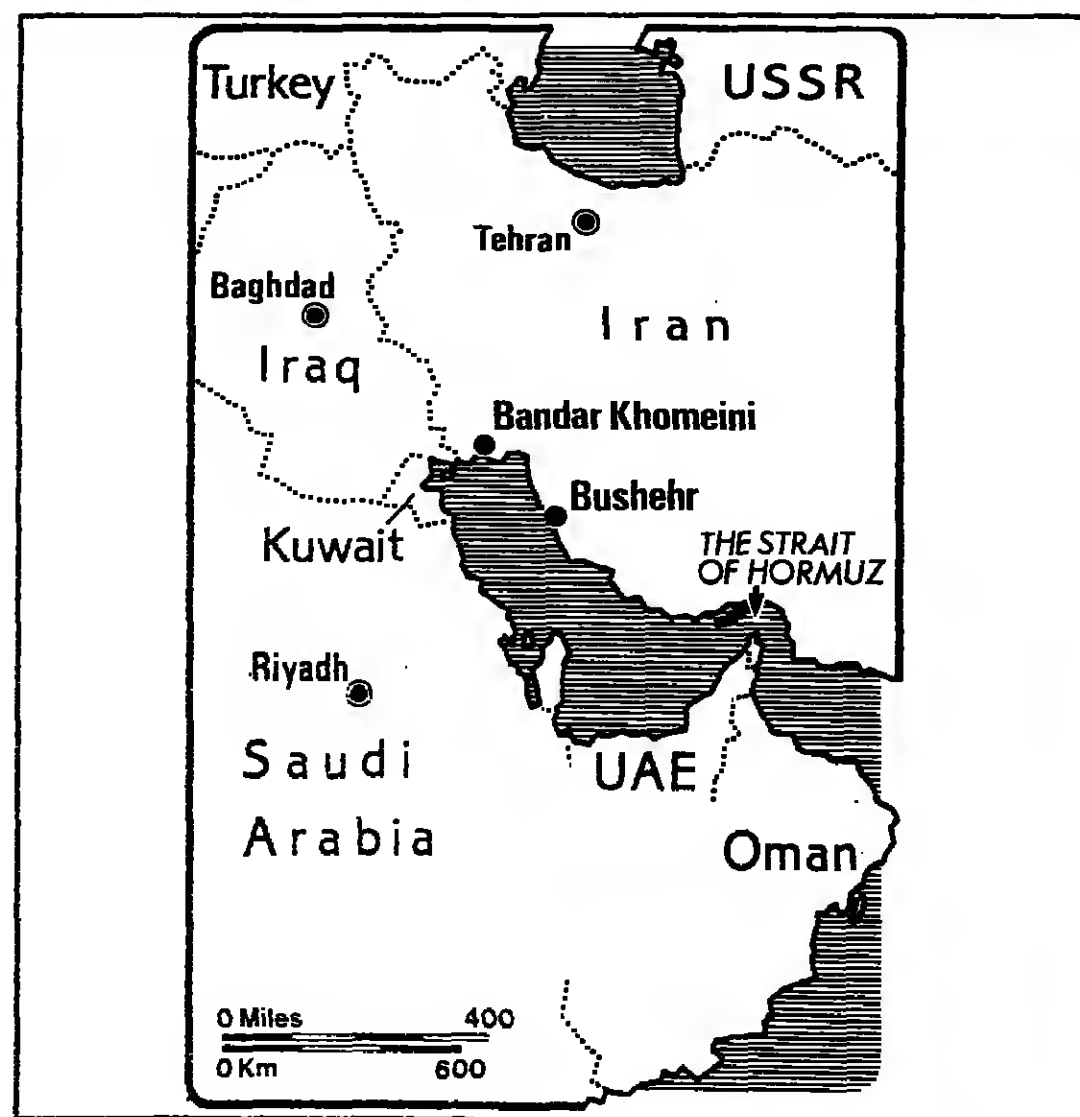 Turkey
USSR
Tehran
Baghdad
Iran
Iraq
Bandar Khomeini
Bushehr
Kuwait
THE STRAIT
OF HORMUZ
Riyadh
Saudi
Arabia
UAE
Oman
0 Miles 400
0 Km 600